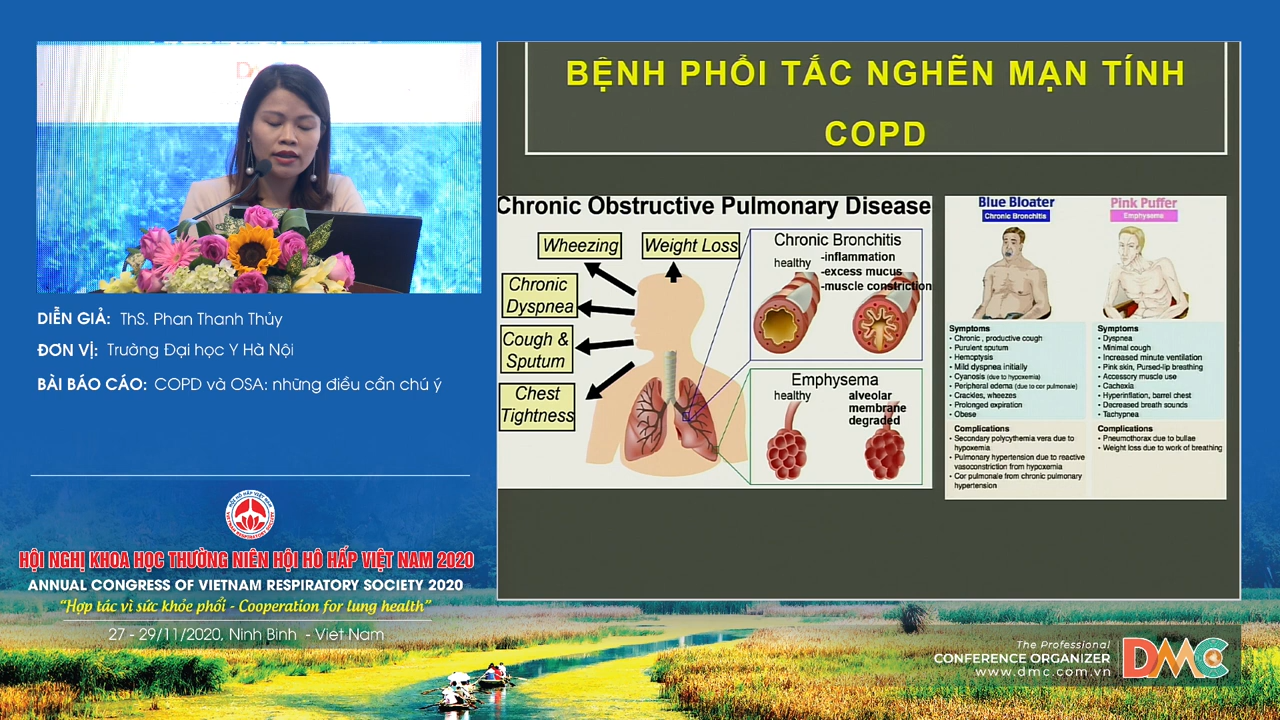 DIỄN GIẢ: ThS. Phan Thanh Thủy
ĐƠN VỊ: Trường Đại học Y Hà Nội
BÀI BÁO CÁO: COPD và OSA: những điều cần chú ý
HỘI HÔ HẤP VIỆT NAM
HỘI NGHỊ KHOA HỌC THƯỜNG NIÊN HỘI HÔ HẤP VIỆT NAM 2020
ANNUAL CONGRESS OF VIETNAM RESPIRATORY SOCIETY 2020
“Hợp tác vì sức khỏe phổi - Cooperation for lung health”
27 - 29/11/2020, Ninh Bình - Việt Nam
BỆNH PHỔI TẮC NGHẼN MẠN TÍNH
COPD
Chronic Obstructive Pulmonary Disease
Wheezing
Weight Loss
Chronic
Dyspnea
Cough &
Sputum
Chest
Tightness
Chronic Bronchitis
healthy
-inflammation
-excess mucus
-muscle constriction
Emphysema
healthy
alveolar
membrane
degraded
Blue Bloater
Chronic Bronchitis
Symptoms
• Chronic, productive cough
• Purulent sputum
• Hemoptysis
• Mild dyspnea initially
• Cyanosis (due to hypoxemia)
• Peripheral edema (due to cor pulmonale)
• Crackles, wheezes
• Prolonged expiration
• Obese
Complications
• Secondary polycythemia vera due to
hypoxemia
• Pulmonary hypertension due to reactive
vasoconstriction from hypoxemia
• Cor pulmonale from chronic pulmonary
hypertension
Pink Puffer
Emphysema
Symptoms
• Dyspnea
• Minimal cough
• Increased minute ventilation
• Pink skin, Pursed-lip breathing
• Accessory muscle use
• Cachexia
• Hyperinflation, barrel chest
• Decreased breath sounds
• Tachypnea
Complications
• Pneumothorax due to bullae
• Weight loss due to work of breathing
The Professional
CONFERENCE ORGANIZER
www.dmc.com.vn
DMC